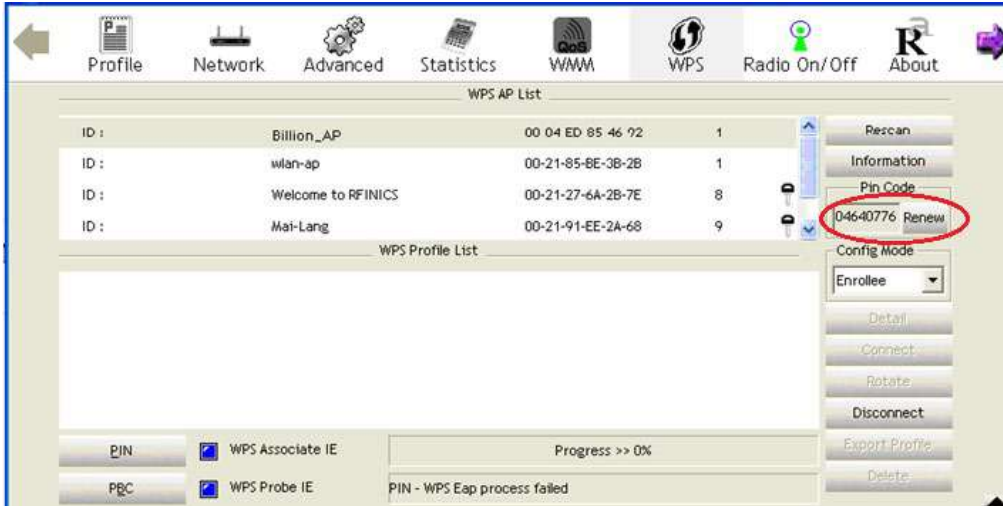 Profile Network Advanced Statistics QoS WMM WPS Radio On/Off About
WPS AP List
ID : Billion_AP 00 04 ED 85 46 92 1
ID : wlan-ap 00-21-85-BE-3B-2B 1
ID : Welcome to RFINICS 00-21-27-6A-2B-7E 8
ID : Mai-Lang 00-21-91-EE-2A-68 9
Rescan
Information
Pin Code
04640776 Renew
Config Mode
Enrollee
Detail
Connect
Rotate
Disconnect
Export Profile
Delete
WPS Profile List
PIN WPS Associate IE Progress >> 0%
PBC WPS Probe IE PIN - WPS Eap process failed